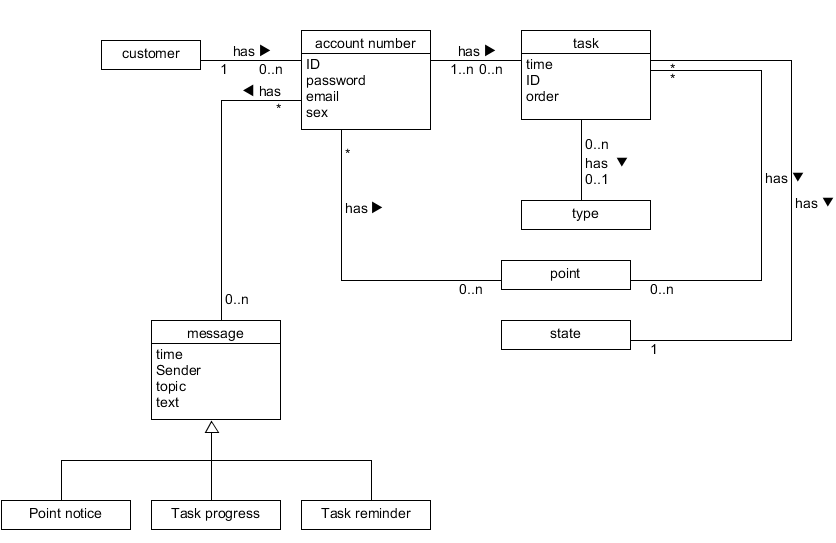 customer
has ▶
1 0..n
account number
ID
password
email
sex
has ▶
1..n 0..n
task
time
ID
order
*
*
◀ has
*
*
0..n
has ▼
0..1
has ▼
has ▼
has ▶
type
point
0..n
0..n
0..n
state
1
message
time
Sender
topic
text
Point notice
Task progress
Task reminder